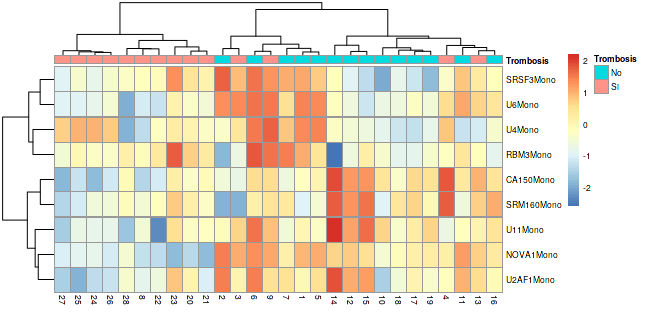 Trombosis
Trombosis
No
SI
2
1
0
-1
-2
SRSF3Mono
U6Mono
U4Mono
RBM3Mono
CA150Mono
SRM160Mono
U11Mono
NOVA1Mono
U2AF1Mono
27 25 24 26 28 8 22 23 20 21 2 3 6 9 7 1 5 14 12 15 10 18 17 19 4 11 13 16